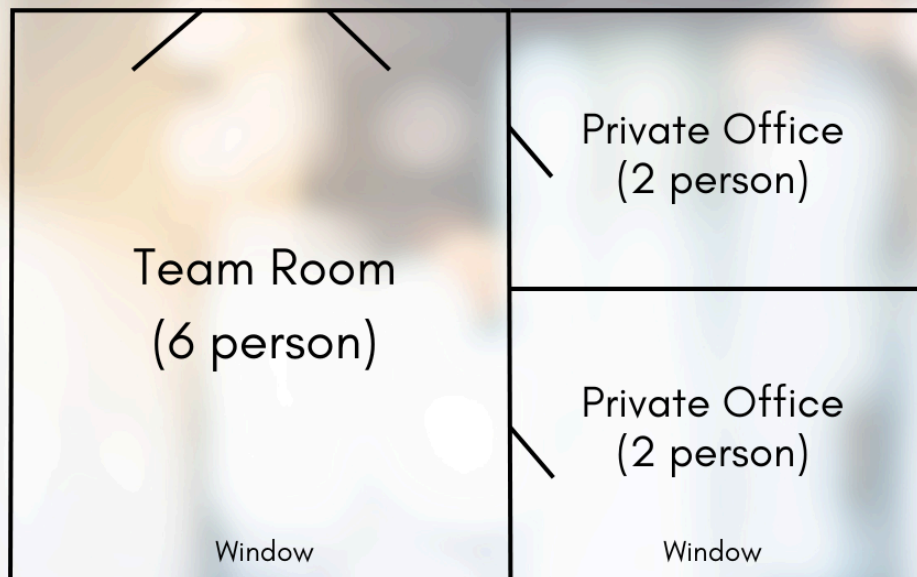 Private Office
(2 person)
Team Room
(6 person)
Private Office
(2 person)
Window
Window